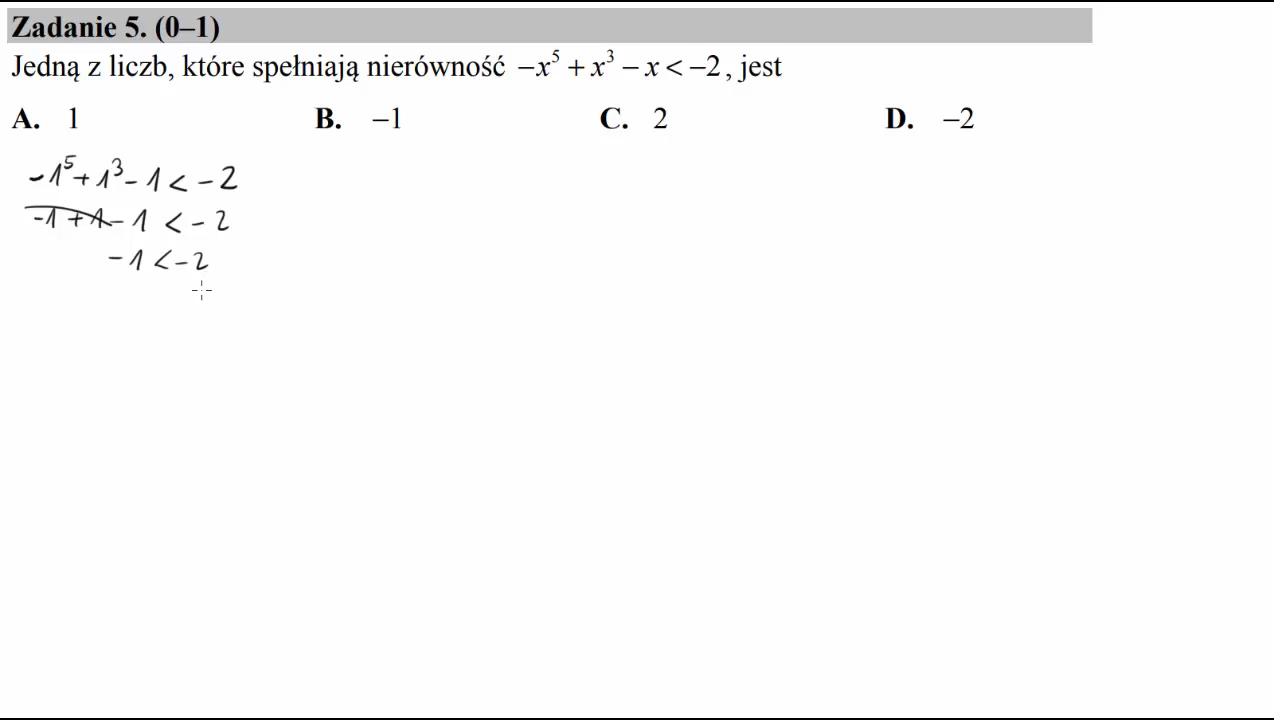 Zadanie 5. (0–1)
Jedną z liczb, które spełniają nierówność −x⁵ + x³ − x < −2, jest
A. 1 B. −1 C. 2 D. −2
-1⁵ + 1³ - 1 < -2
-1 + 1 - 1 < -2
-1 < -2